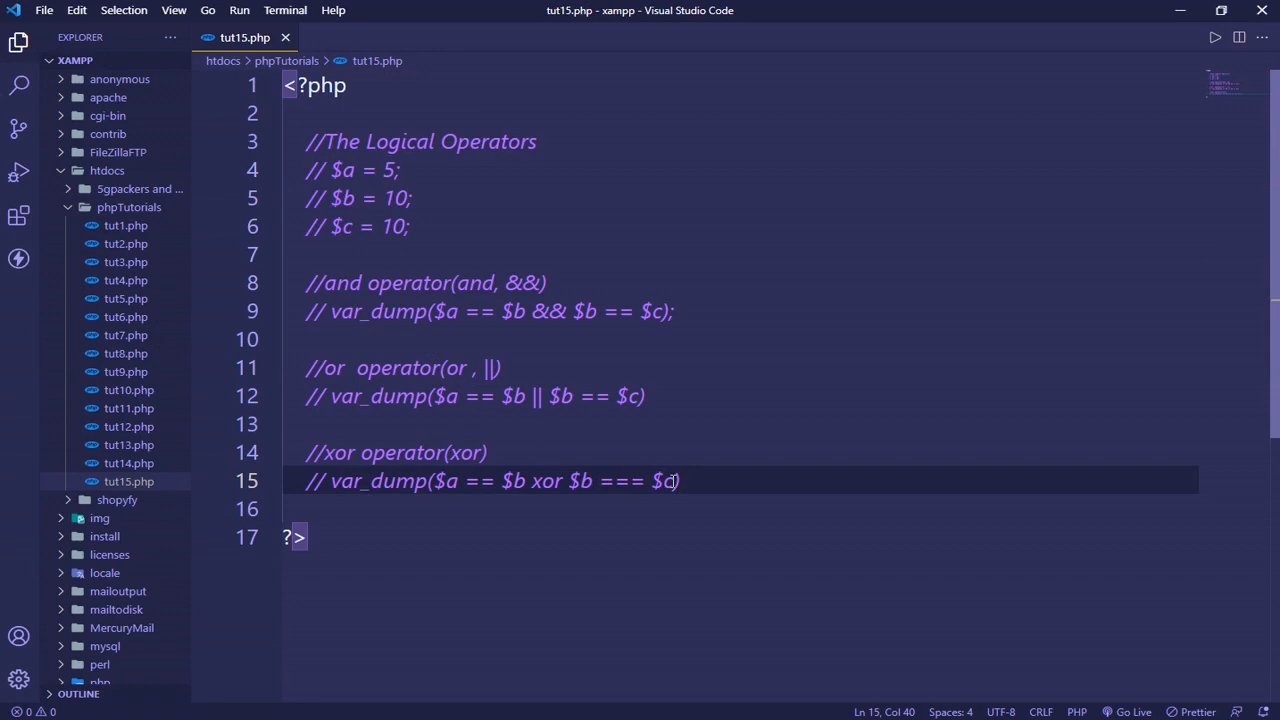 File Edit Selection View Go Run Terminal Help
tut15.php - xampp - Visual Studio Code
EXPLORER
tut15.php
XAMPP
htdocs > phpTutorials > tut15.php
anonymous
apache
cgi-bin
contrib
FileZillaFTP
htdocs
5gpackers and ...
phpTutorials
tut1.php
tut2.php
tut3.php
tut4.php
tut5.php
tut6.php
tut7.php
tut8.php
tut9.php
tut10.php
tut11.php
tut12.php
tut13.php
tut14.php
tut15.php
shopyfy
img
install
licenses
locale
mailoutput
mailtodisk
MercuryMail
mysql
perl
php
OUTLINE
1 <?php
2
3 //The Logical Operators
4 // $a = 5;
5 // $b = 10;
6 // $c = 10;
7
8 //and operator(and, &&)
9 // var_dump($a == $b && $b == $c);
10
11 //or  operator(or , ||)
12 // var_dump($a == $b || $b == $c)
13
14 //xor operator(xor)
15 // var_dump($a == $b xor $b === $c)
16
17 ?>
0 0
Ln 15, Col 40 Spaces: 4 UTF-8 CRLF PHP Go Live Prettier